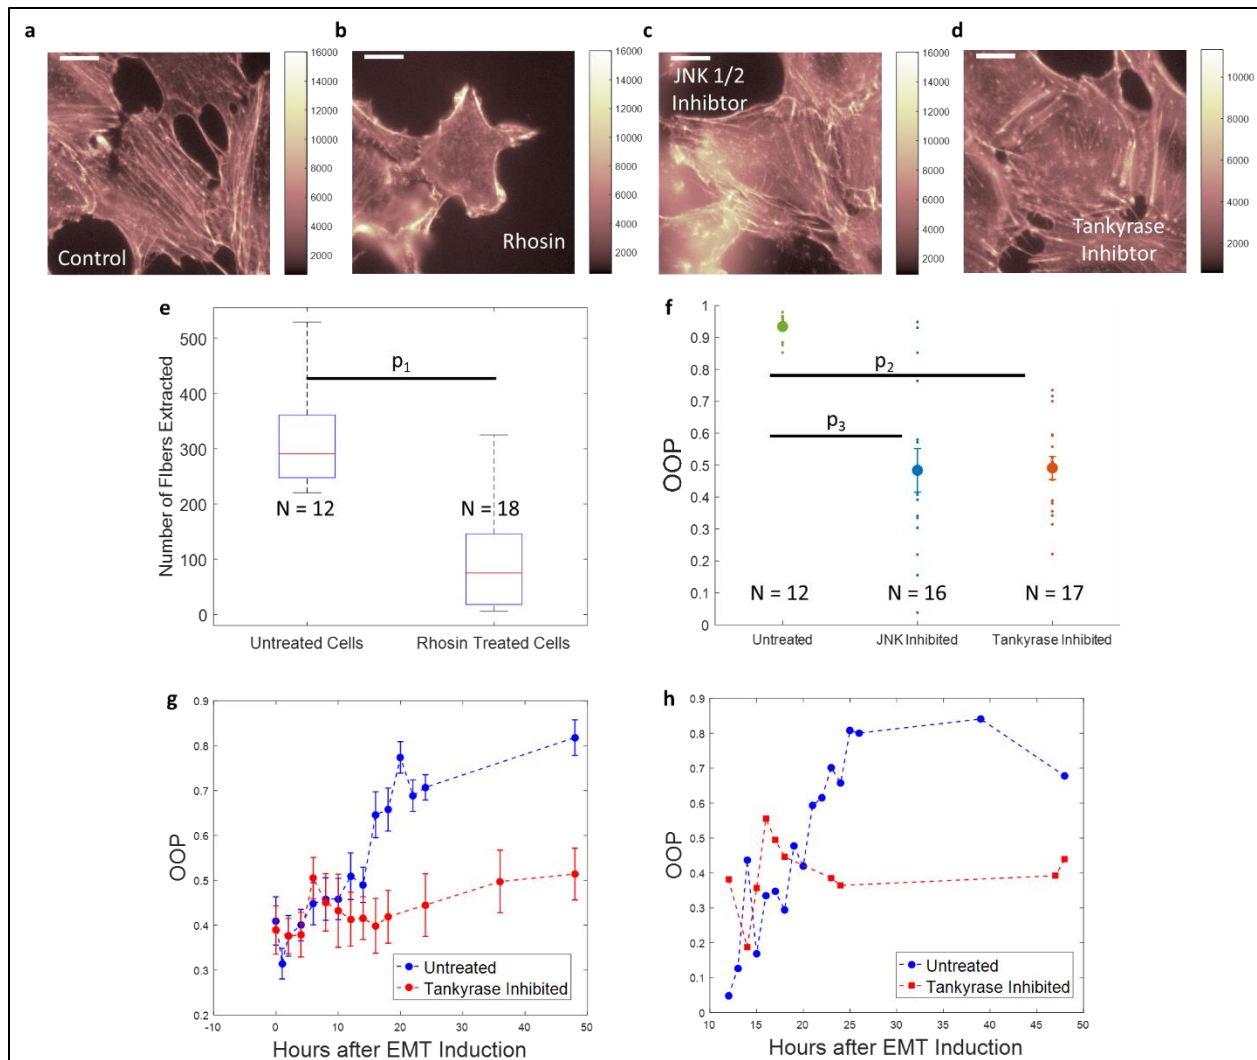 a
b
c
d
16000
14000
12000
10000
8000
6000
4000
2000
Control
16000
14000
12000
10000
8000
6000
4000
2000
Rhosin
JNK 1/2
Inhibtor
16000
14000
12000
10000
8000
6000
4000
2000
Tankyrase
Inhibtor
10000
8000
6000
4000
2000
e
Number of FIbers Extracted
500
400
300
200
100
0
p1
N = 12
N = 18
Untreated Cells
Rhosin Treated Cells
f
OOP
1
0.9
0.8
0.7
0.6
0.5
0.4
0.3
0.2
0.1
0
p2
p3
N = 12
N = 16
N = 17
Untreated
JNK Inhibited
Tankyrase Inhibited
g
OOP
0.9
0.8
0.7
0.6
0.5
0.4
0.3
0.2
Untreated
Tankyrase Inhibited
-10 0 10 20 30 40 50
Hours after EMT Induction
h
OOP
0.9
0.8
0.7
0.6
0.5
0.4
0.3
0.2
0.1
0
Untreated
Tankyrase Inhibited
10 15 20 25 30 35 40 45 50
Hours after EMT Induction